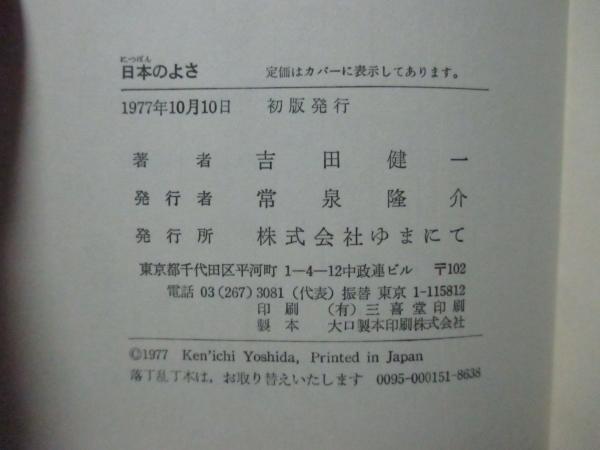 にっぽん
日本のよさ 定価はカバーに表示してあります。
1977年10月10日 初版発行
著者 吉田健一
発行者 常泉隆介
発行所 株式会社ゆまにて
東京都千代田区平河町 1―4―12中政連ビル 〒102
電話 03 (267) 3081 (代表) 振替 東京 1-115812
印刷 (有) 三喜堂印刷
製本 大口製本印刷株式会社
©1977 Ken'ichi Yoshida, Printed in Japan
落丁乱丁本は，お取り替えいたします 0095-000151-8638